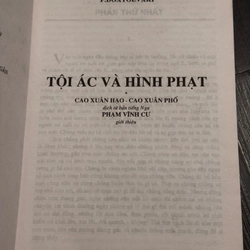 TỘI ÁC VÀ HÌNH PHẠT
CAO XUÂN HẠO - CAO XUÂN PHỔ
dịch từ bản tiếng Nga
PHẠM VĨNH CƯ
giới thiệu